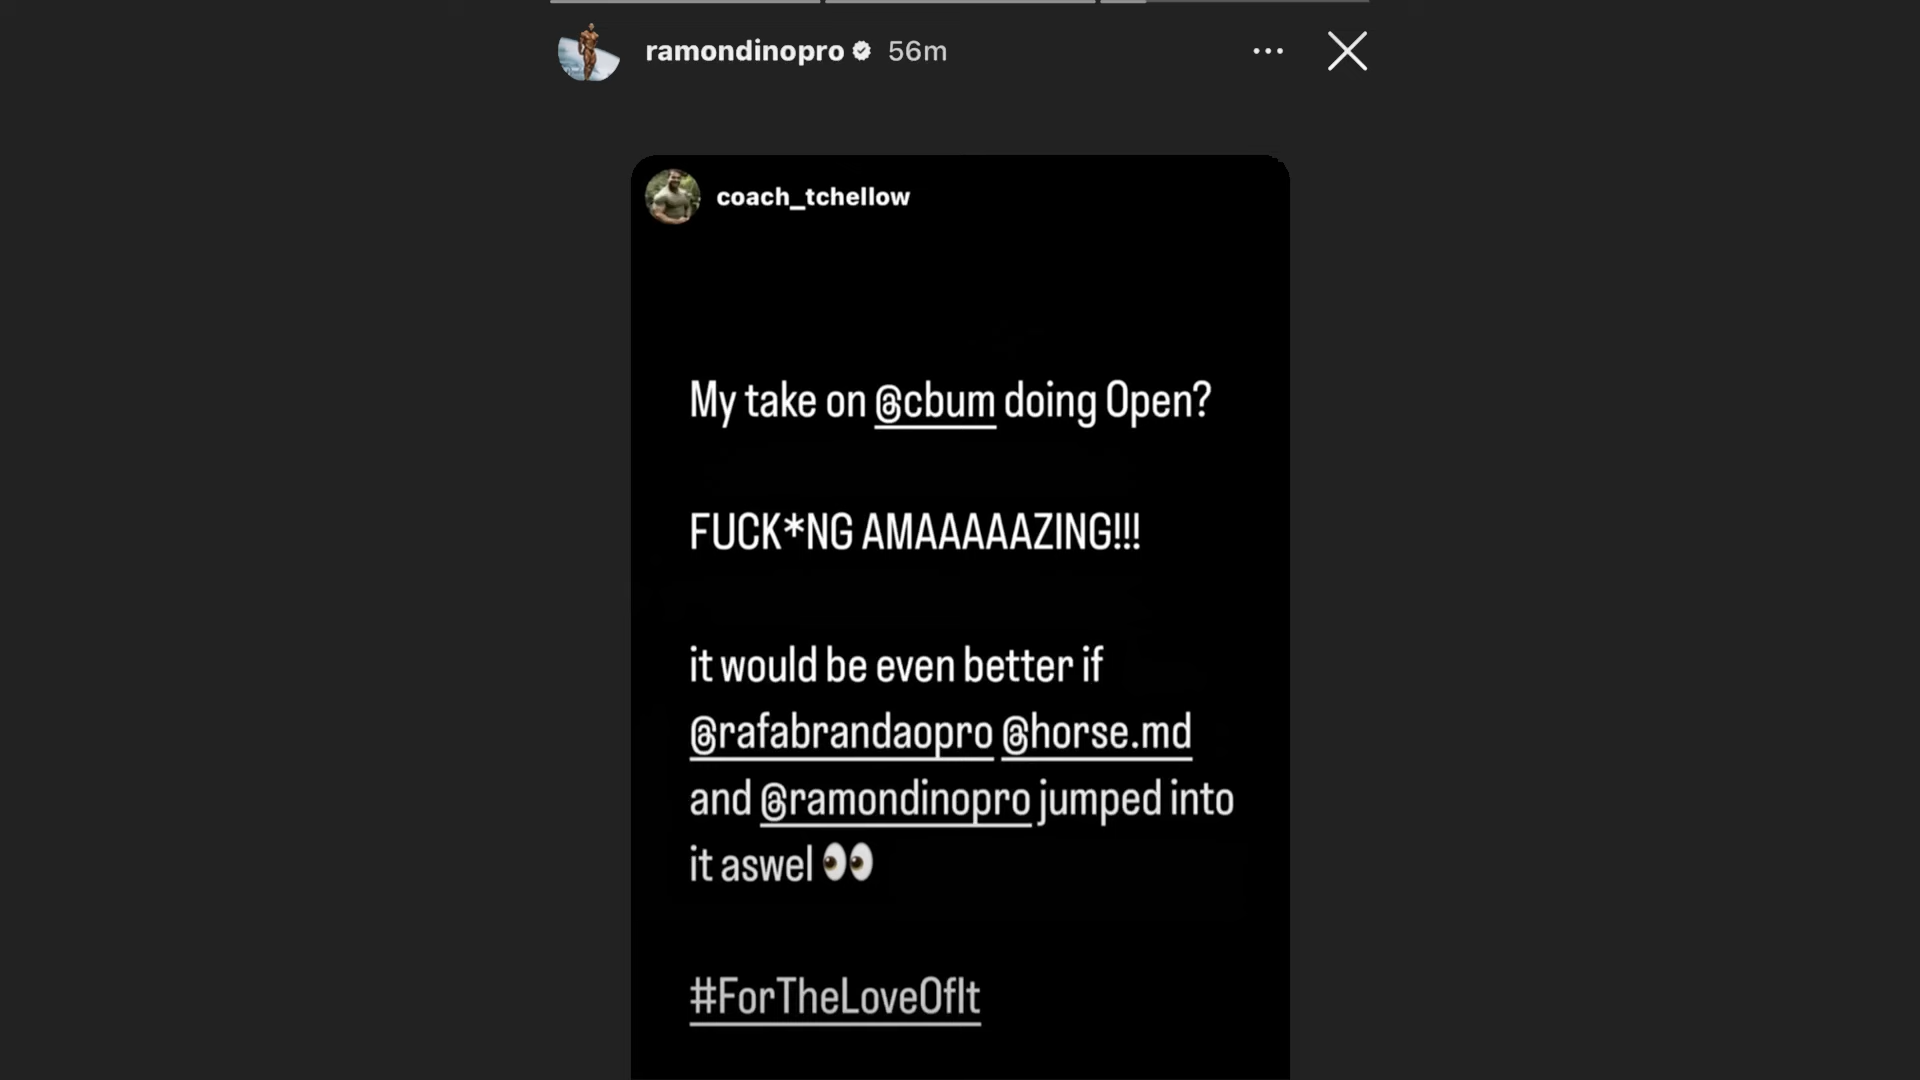 ramondinopro 56m
coach_tchellow
My take on @cbum doing Open?
FUCK*NG AMAAAAAZING!!!
it would be even better if
@rafabrandaopro @horse.md
and @ramondinopro jumped into
it aswel 👀
#ForTheLoveOfIt